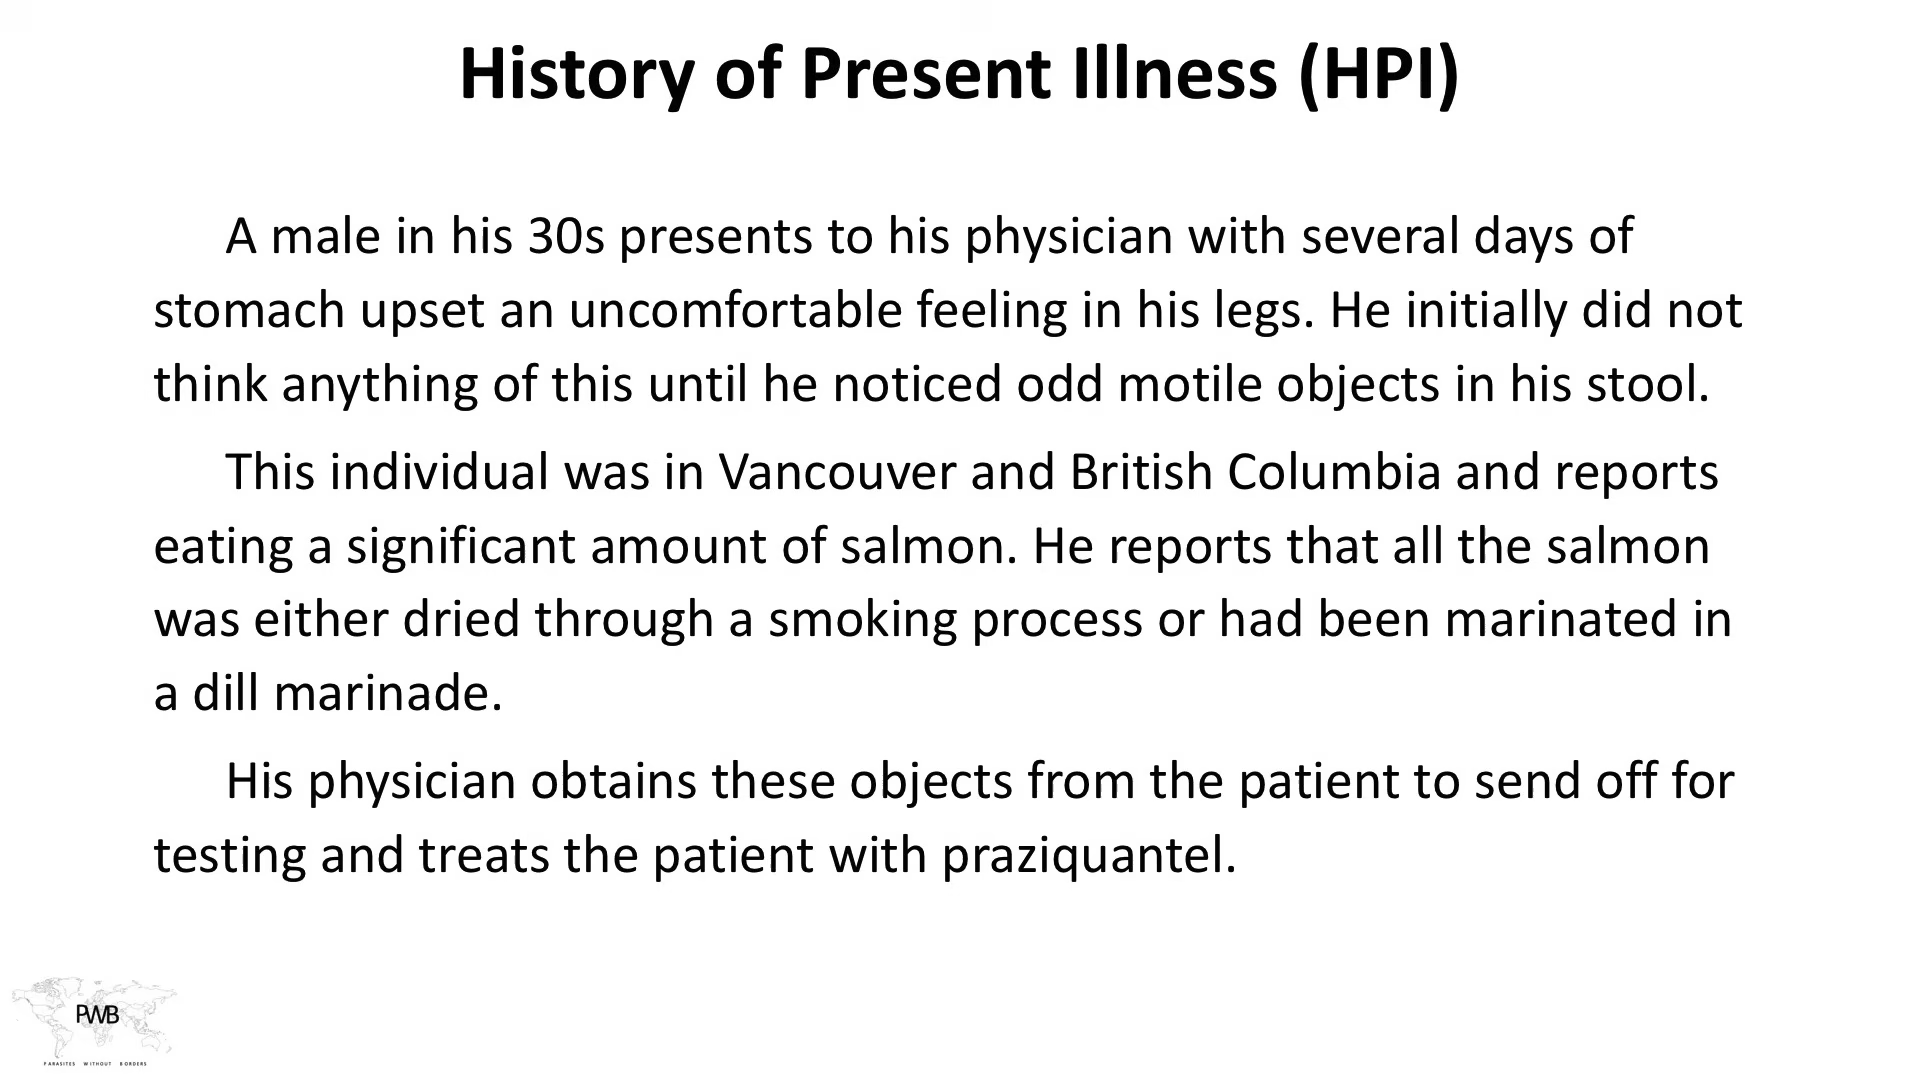 History of Present Illness (HPI)
A male in his 30s presents to his physician with several days of
stomach upset an uncomfortable feeling in his legs. He initially did not
think anything of this until he noticed odd motile objects in his stool.
This individual was in Vancouver and British Columbia and reports
eating a significant amount of salmon. He reports that all the salmon
was either dried through a smoking process or had been marinated in
a dill marinade.
His physician obtains these objects from the patient to send off for
testing and treats the patient with praziquantel.
PWB
PARASITES WITHOUT BORDERS